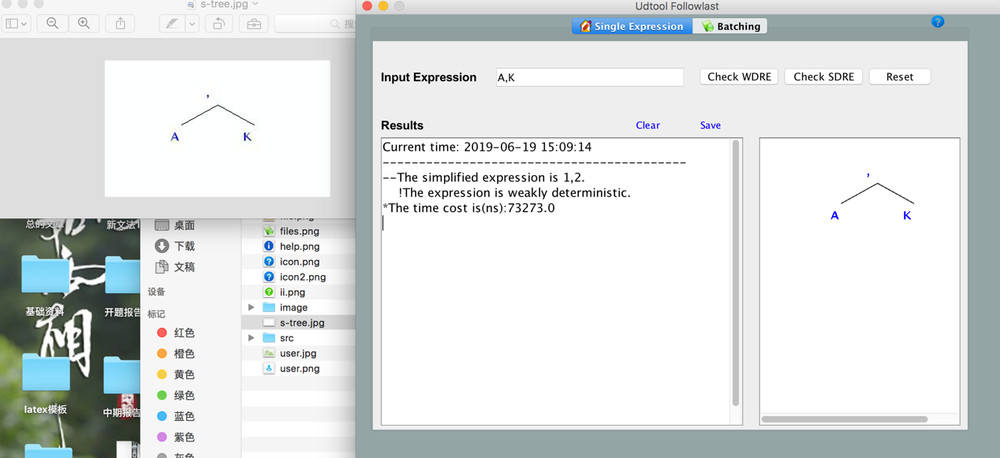 s-tree.jpg
搜
,
A
K
总的文章
新文法1
基础资料
开题报告
latex模板
中期报告
桌面
下载
文稿
设备
标记
红色
橙色
黄色
绿色
蓝色
紫色
灰色
files.png
help.png
icon.png
icon2.png
ii.png
image
s-tree.jpg
src
user.jpg
user.png
Udtool Followlast
Single Expression
Batching
?
Input Expression
A,K
Check WDRE
Check SDRE
Reset
Results
Clear
Save
Current time: 2019-06-19 15:09:14
------------------------------------------
--The simplified expression is 1,2.
!The expression is weakly deterministic.
*The time cost is(ns):73273.0
,
A
K